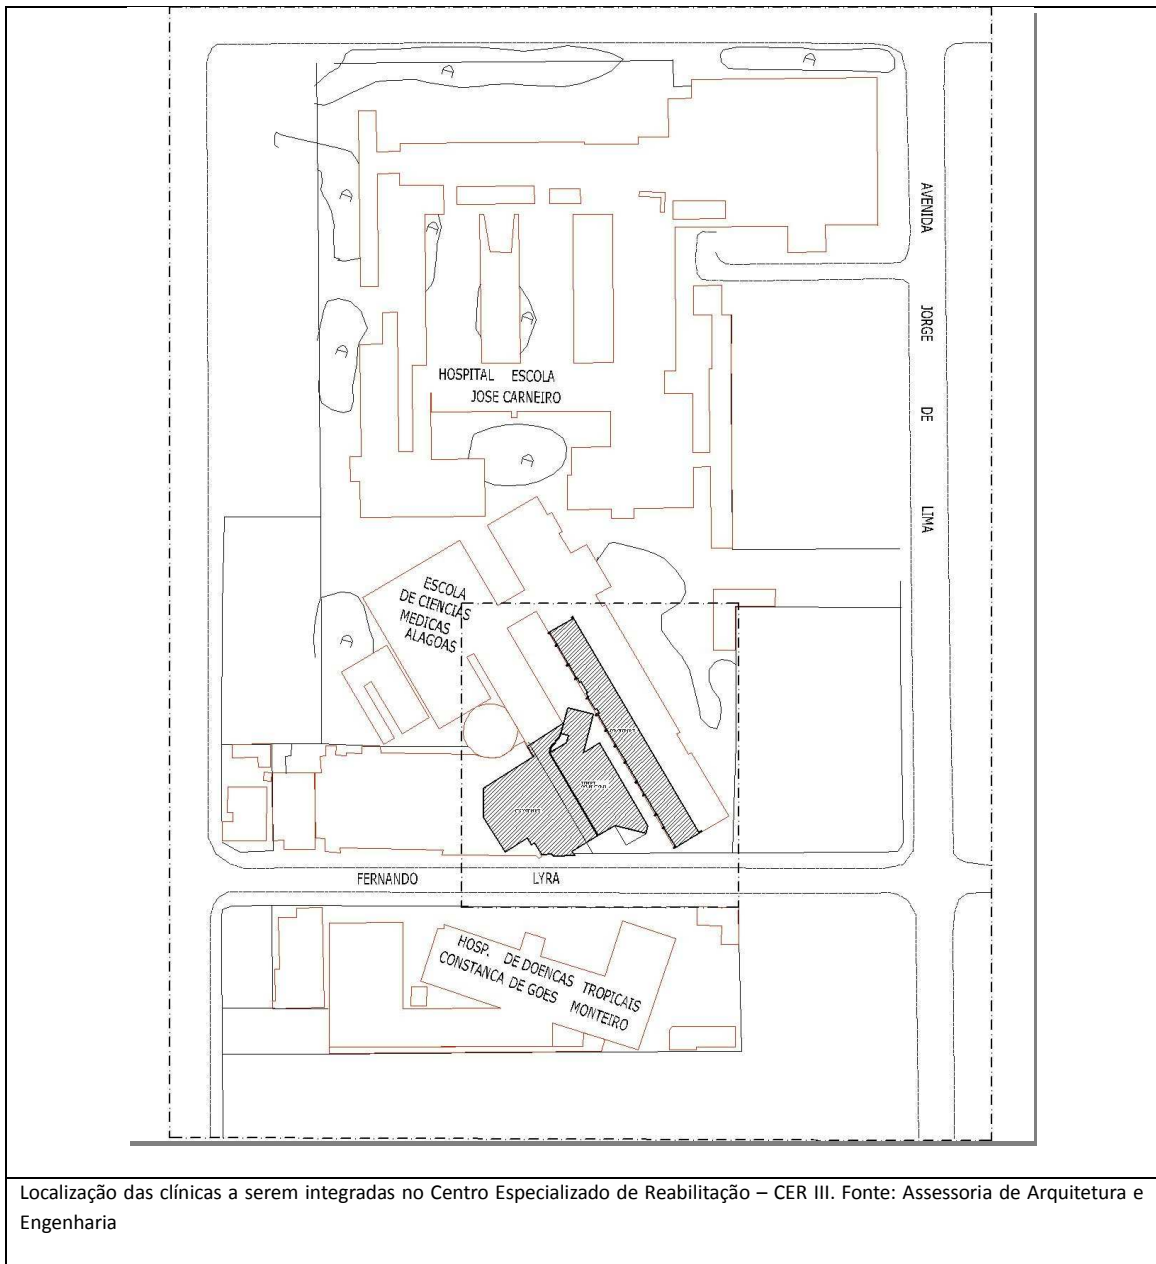 AVENIDA
JORGE
DE
LIMA
HOSPITAL ESCOLA
JOSE CARNEIRO
ESCOLA
DE CIENCIAS
MEDICAS
ALAGOAS
FERNANDO LYRA
HOSP. DE DOENCAS TROPICAIS
CONSTANCA DE GOES MONTEIRO
Localização das clínicas a serem integradas no Centro Especializado de Reabilitação – CER III. Fonte: Assessoria de Arquitetura e
Engenharia